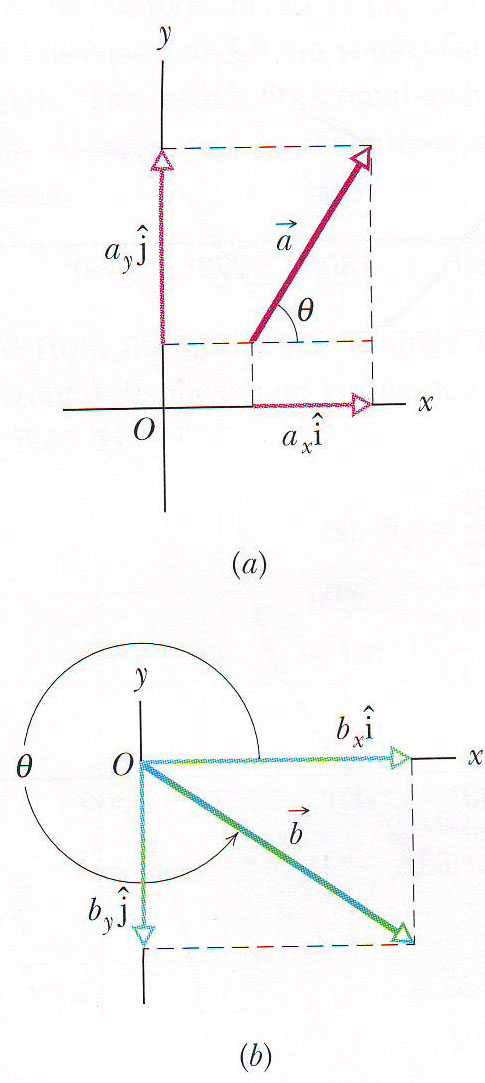 y
a⃗
a_y ĵ
θ
x
O
a_x î
(a)
y
b_x î
θ
O
x
b⃗
b_y ĵ
(b)